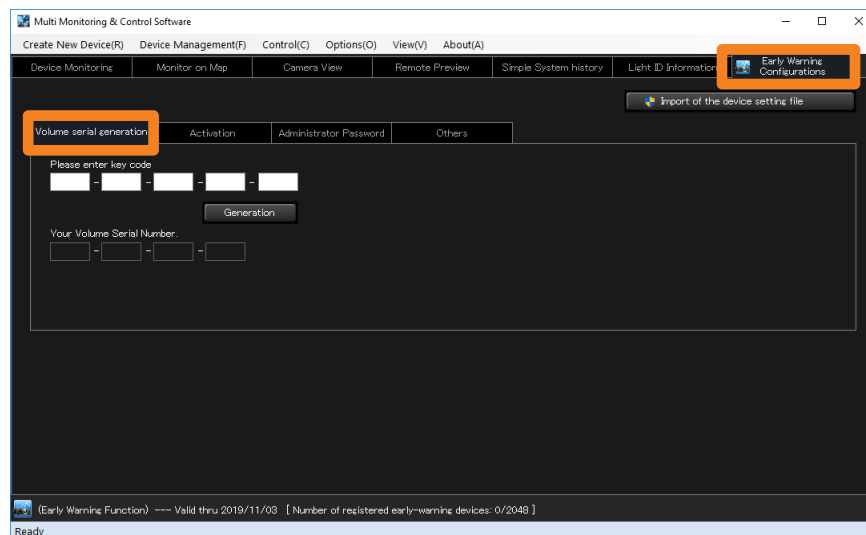 Multi Monitoring & Control Software
Create New Device(R) Device Management(F) Control(C) Options(O) View(V) About(A)
Device Monitoring Monitor on Map Camera View Remote Preview Simple System history Light ID Information Early Warning Configurations
Import of the device setting file
Volume serial generation Activation Administrator Password Others
Please enter key code
- - - -
Generation
Your Volume Serial Number.
- - -
(Early Warning Function) --- Valid thru 2019/11/03 [ Number of registered early-warning devices: 0/2048 ]
Ready